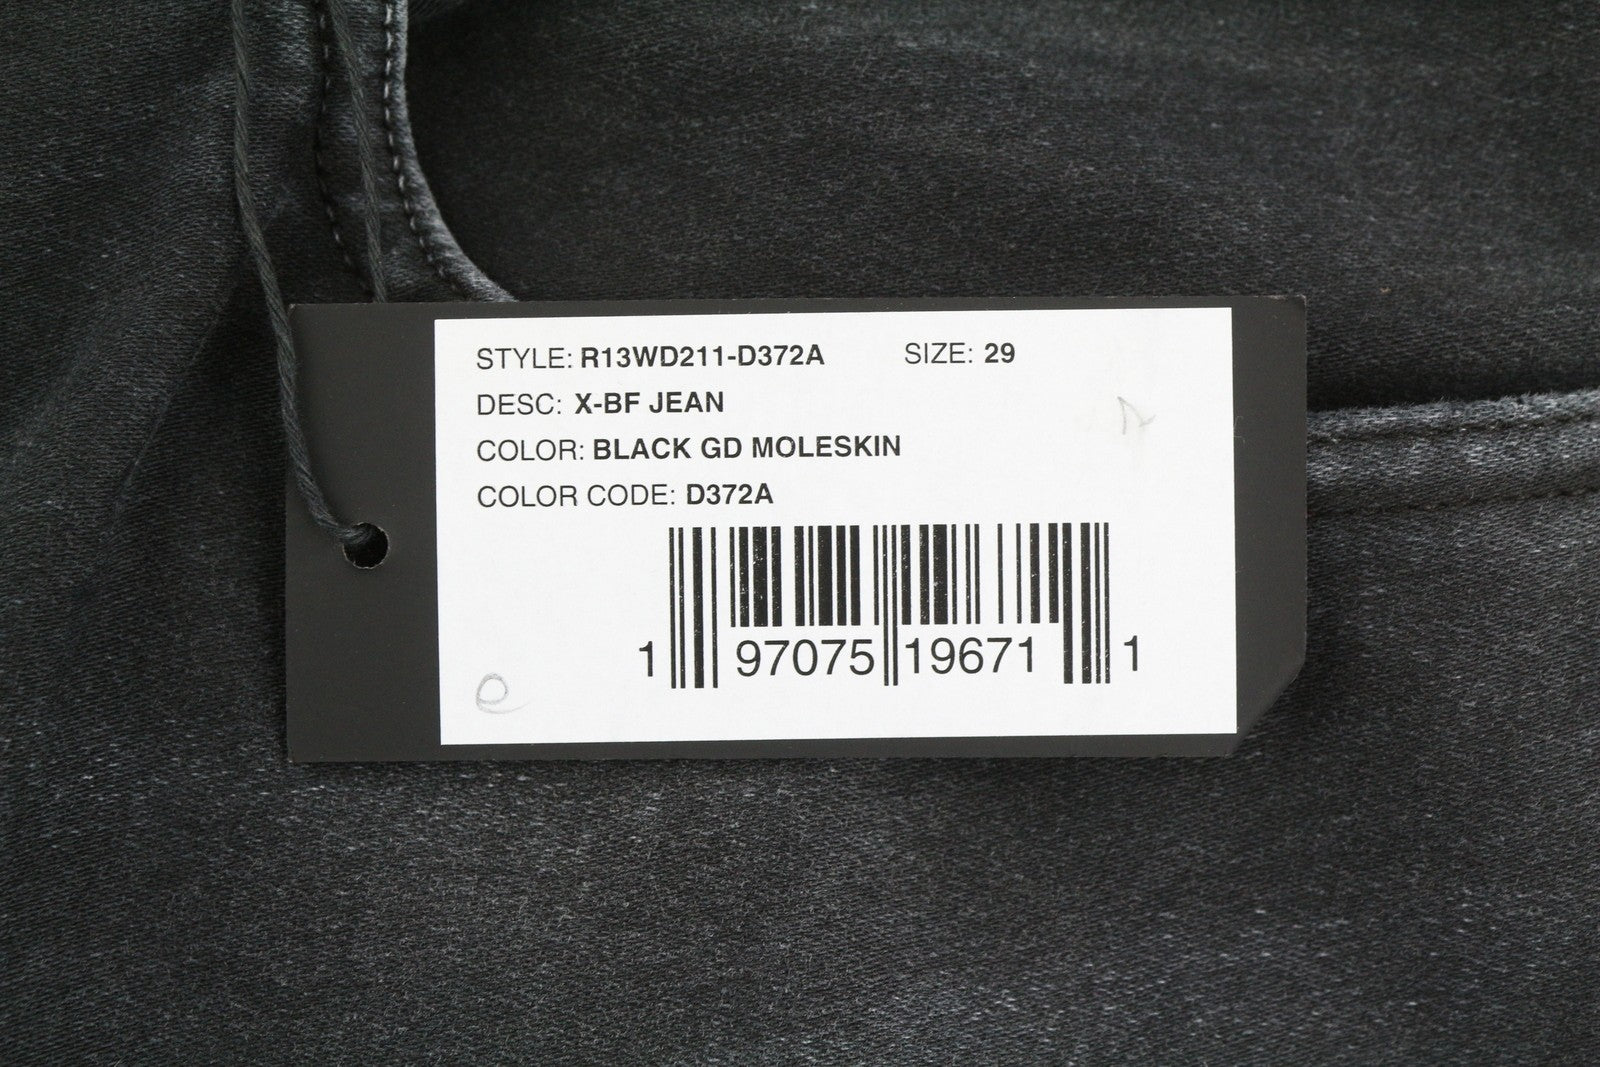 STYLE: R13WD211-D372A SIZE: 29
DESC: X-BF JEAN
COLOR: BLACK GD MOLESKIN
COLOR CODE: D372A
1 97075 19671 1
e